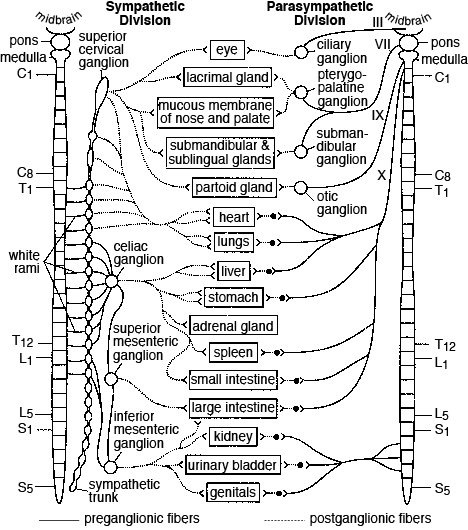 Sympathetic
Division
Parasympathetic
Division
midbrain
pons
medulla
C1
C8
T1
white
rami
T12
L1
L5
S1
S5
superior
cervical
ganglion
celiac
ganglion
superior
mesenteric
ganglion
inferior
mesenteric
ganglion
sympathetic
trunk
eye
lacrimal gland
mucous membrane
of nose and palate
submandibular &
sublingual glands
partoid gland
heart
lungs
liver
stomach
adrenal gland
spleen
small intestine
large intestine
kidney
urinary bladder
genitals
ciliary
ganglion
pterygo-
palatine
ganglion
subman-
dibular
ganglion
otic
ganglion
III
VII
IX
X
midbrain
pons
medulla
C1
C8
T1
T12
L1
L5
S1
S5
preganglionic fibers
postganglionic fibers